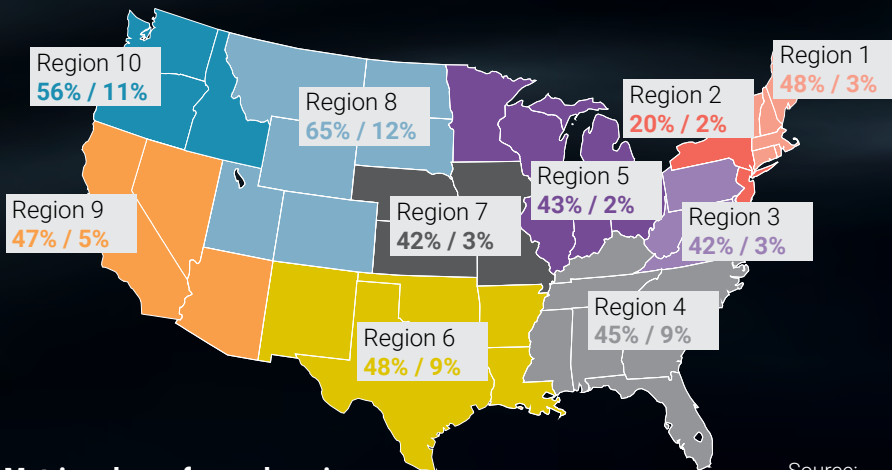 Region 1
48% / 3%
Region 10
56% / 11%
Region 2
20% / 2%
Region 8
65% / 12%
Region 5
43% / 2%
Region 9
47% / 5%
Region 7
42% / 3%
Region 3
42% / 3%
Region 4
45% / 9%
Region 6
48% / 9%
Source: